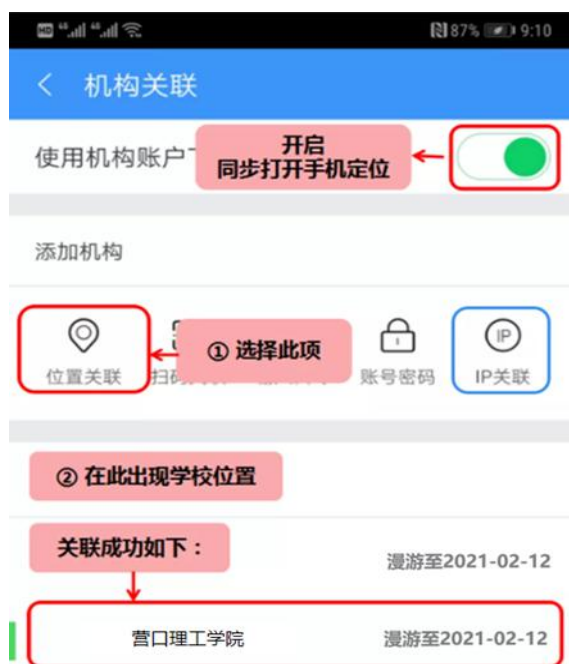 HD 4G 4G 87% 9:10
机构关联
使用机构账户
开启
同步打开手机定位
添加机构
① 选择此项
位置关联
账号密码
IP
IP关联
② 在此出现学校位置
关联成功如下：
漫游至2021-02-12
营口理工学院
漫游至2021-02-12